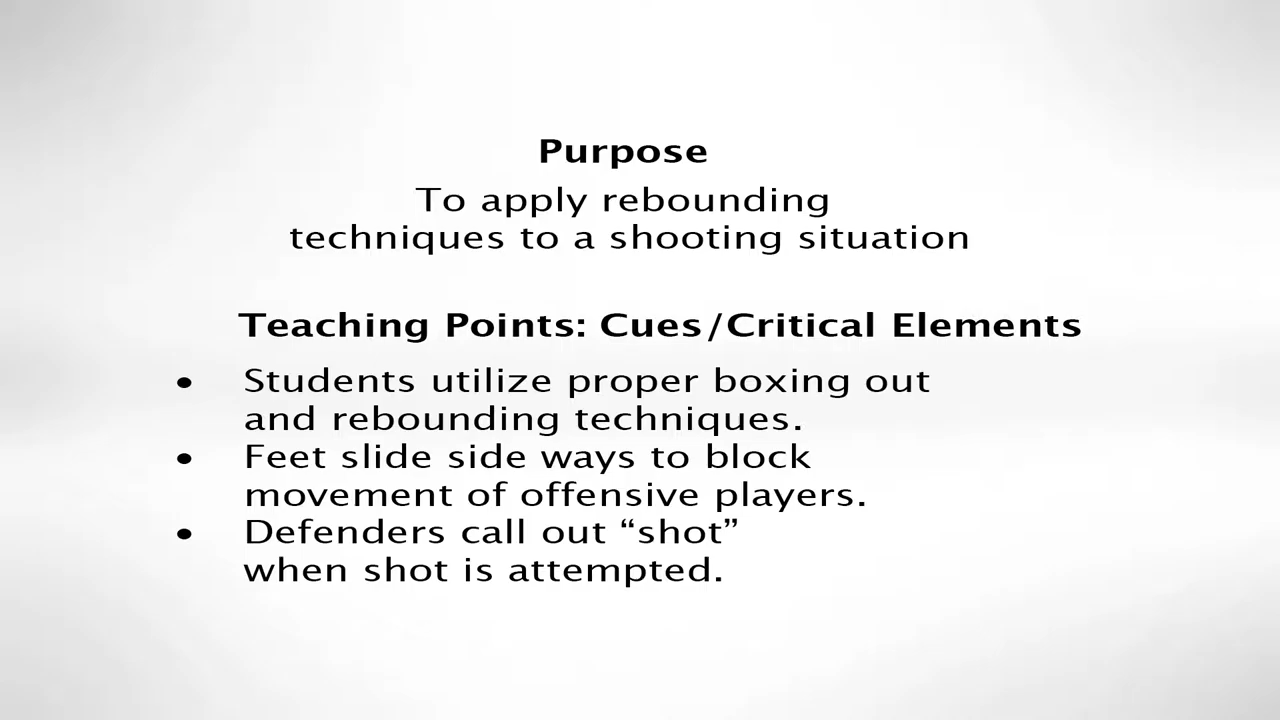 Purpose
To apply rebounding
techniques to a shooting situation
Teaching Points: Cues/Critical Elements
• Students utilize proper boxing out
and rebounding techniques.
• Feet slide side ways to block
movement of offensive players.
• Defenders call out “shot”
when shot is attempted.